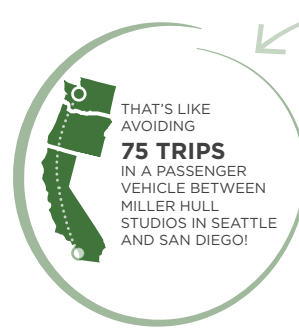 THAT'S LIKE
AVOIDING
75 TRIPS
IN A PASSENGER
VEHICLE BETWEEN
MILLER HULL
STUDIOS IN SEATTLE
AND SAN DIEGO!